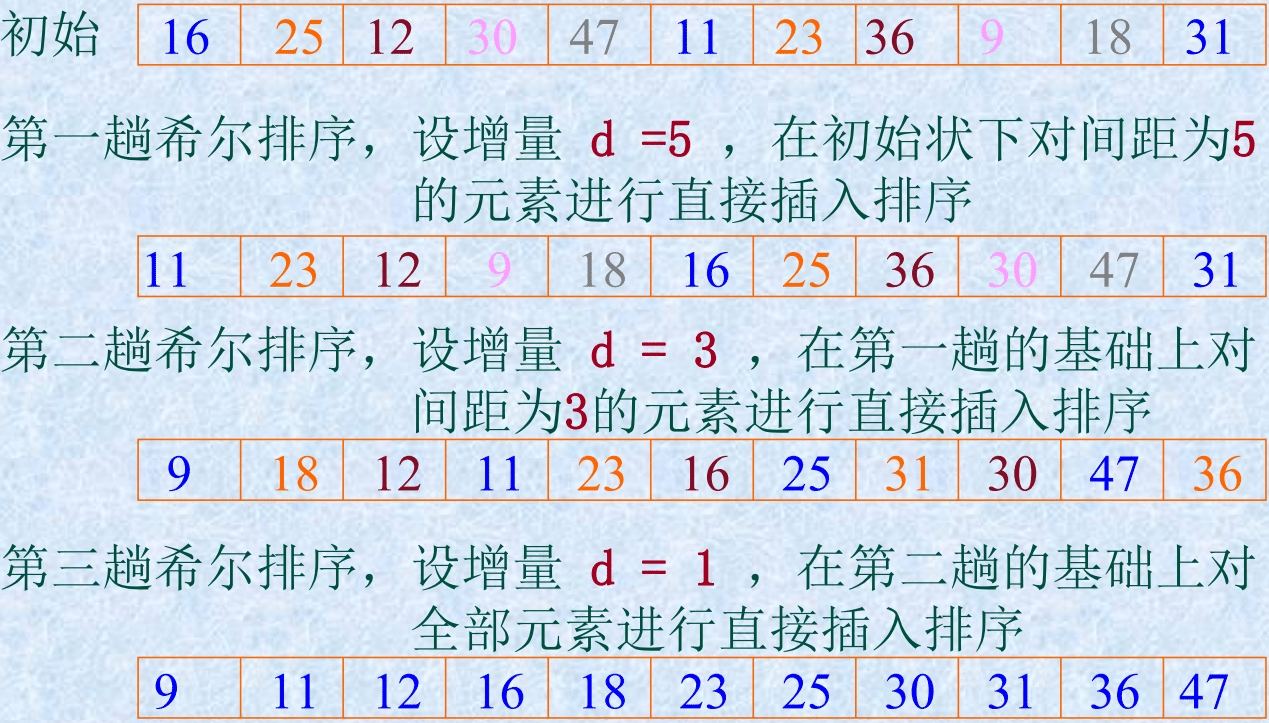 初始 16 25 12 30 47 11 23 36 9 18 31
第一趟希尔排序，设增量 d =5 ，在初始状下对间距为5
的元素进行直接插入排序
11 23 12 9 18 16 25 36 30 47 31
第二趟希尔排序，设增量 d = 3 ，在第一趟的基础上对
间距为3的元素进行直接插入排序
9 18 12 11 23 16 25 31 30 47 36
第三趟希尔排序，设增量 d = 1 ，在第二趟的基础上对
全部元素进行直接插入排序
9 11 12 16 18 23 25 30 31 36 47